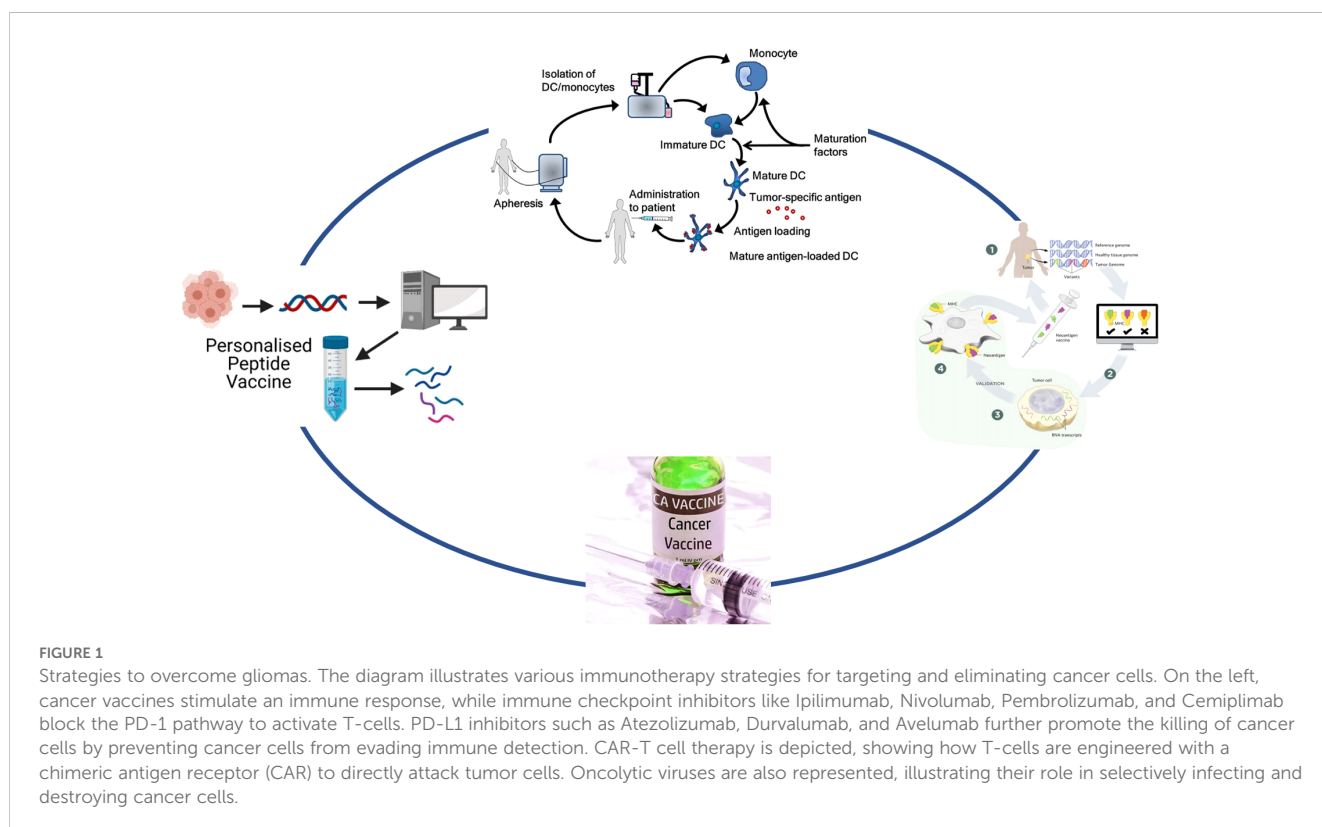 Monocyte
Isolation of
DC/monocytes
Immature DC
Maturation
factors
Mature DC
Tumor-specific antigen
Administration
to patient
Apheresis
Antigen loading
Mature antigen-loaded DC
1
Reference genome
Healthy tissue genome
Tumor Genome
Tumor
Variants
MHC
Neoantigen
vaccine
MHC
Neoantigen
4
2
VALIDATION
Tumor cell
3
RNA transcripts
Personalised
Peptide
Vaccine
CA VACCINE
Cancer
Vaccine
FIGURE 1
Strategies to overcome gliomas. The diagram illustrates various immunotherapy strategies for targeting and eliminating cancer cells. On the left,
cancer vaccines stimulate an immune response, while immune checkpoint inhibitors like Ipilimumab, Nivolumab, Pembrolizumab, and Cemiplimab
block the PD-1 pathway to activate T-cells. PD-L1 inhibitors such as Atezolizumab, Durvalumab, and Avelumab further promote the killing of cancer
cells by preventing cancer cells from evading immune detection. CAR-T cell therapy is depicted, showing how T-cells are engineered with a
chimeric antigen receptor (CAR) to directly attack tumor cells. Oncolytic viruses are also represented, illustrating their role in selectively infecting and
destroying cancer cells.